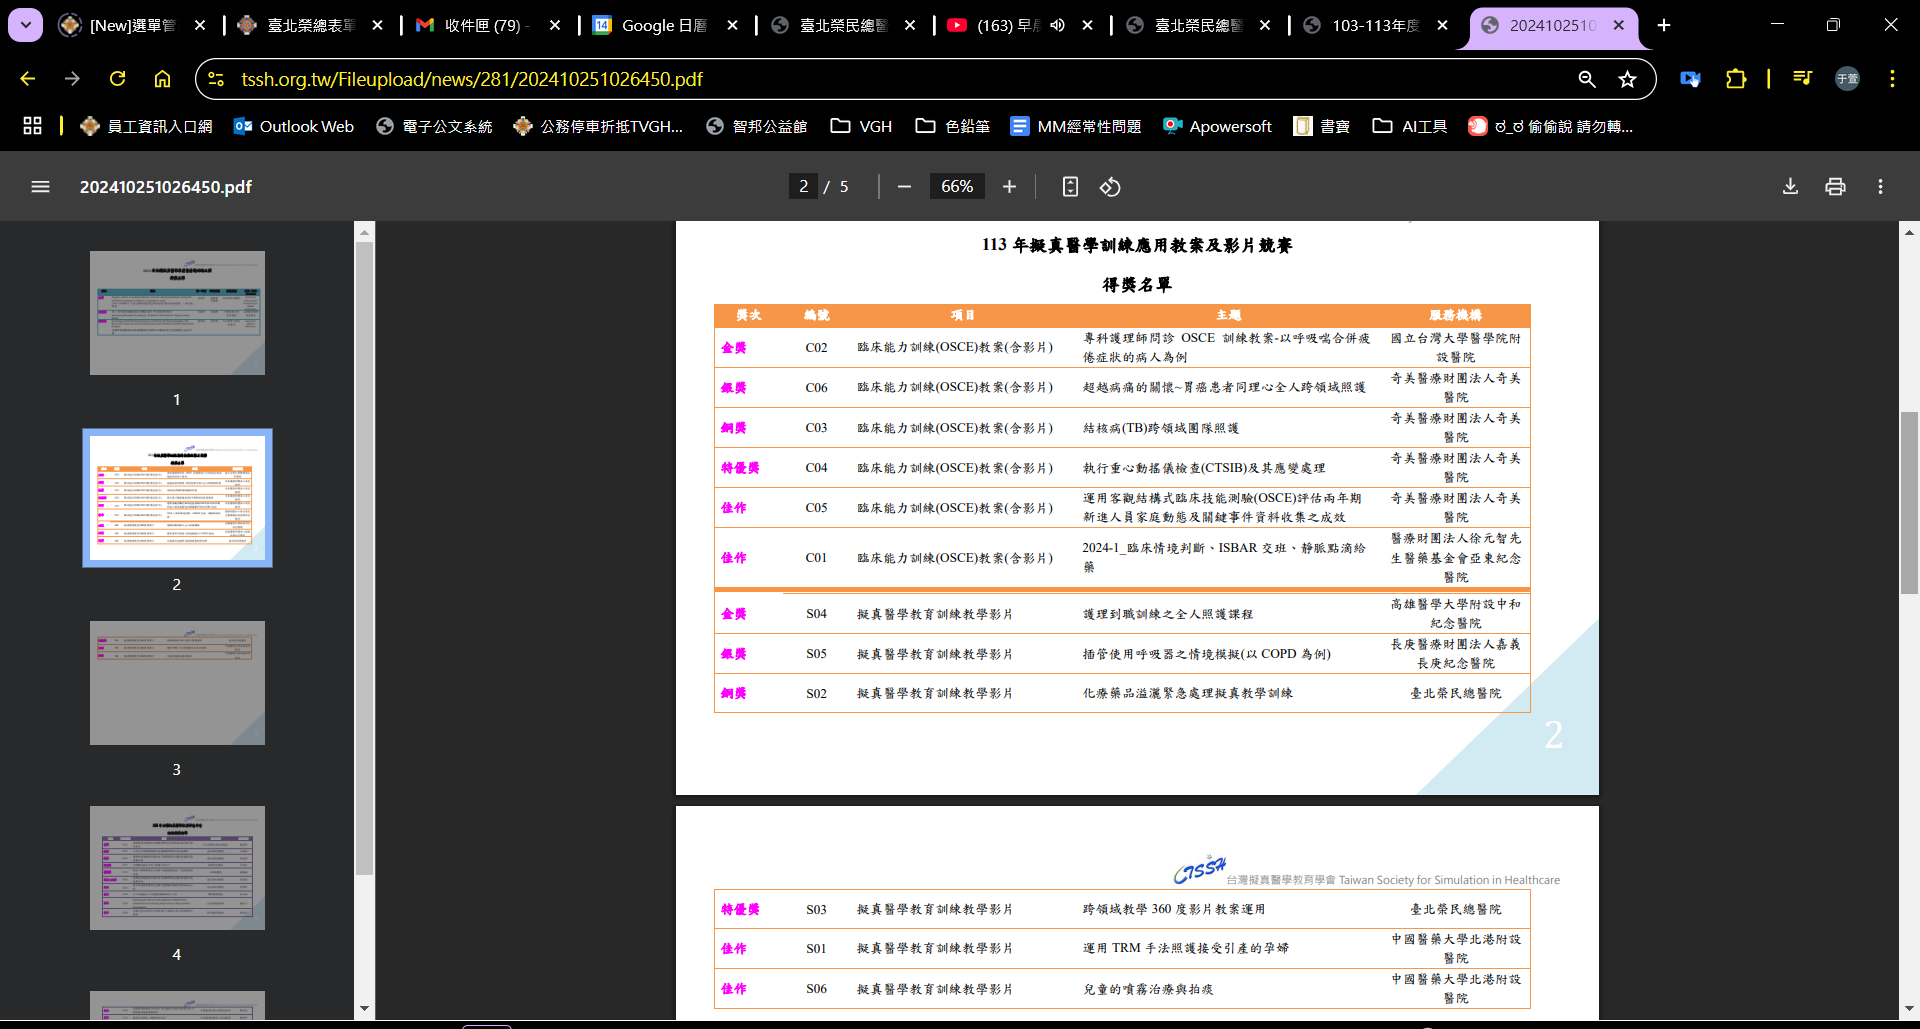 [New]選單管
臺北榮總表單
收件匣 (79) -
Google 日曆
臺北榮民總醫
(163) 早
臺北榮民總醫
103-113年度
2024102510
tssh.org.tw/Fileupload/news/281/202410251026450.pdf
于萱
員工資訊入口網
Outlook Web
電子公文系統
公務停車折抵TVGH...
智邦公益館
VGH
色鉛筆
MM經常性問題
Apowersoft
書寶
AI工具
ಠ_ಠ 偷偷說 請勿轉...
202410251026450.pdf
2 / 5
66%
1
2
3
4
113 年擬真醫學訓練應用教案及影片競賽
得獎名單
獎次 編號 項目 主題 服務機構
金獎 C02 臨床能力訓練(OSCE)教案(含影片) 專科護理師問診 OSCE 訓練教案-以呼吸喘合併疲
倦症狀的病人為例 國立台灣大學醫學院附
設醫院
銀獎 C06 臨床能力訓練(OSCE)教案(含影片) 超越病痛的關懷~胃癌患者同理心全人跨領域照護 奇美醫療財團法人奇美
醫院
銅獎 C03 臨床能力訓練(OSCE)教案(含影片) 結核病(TB)跨領域團隊照護 奇美醫療財團法人奇美
醫院
特優獎 C04 臨床能力訓練(OSCE)教案(含影片) 執行重心動搖儀檢查(CTSIB)及其應變處理 奇美醫療財團法人奇美
醫院
佳作 C05 臨床能力訓練(OSCE)教案(含影片) 運用客觀結構式臨床技能測驗(OSCE)評估兩年期
新進人員家庭動態及關鍵事件資料收集之成效 奇美醫療財團法人奇美
醫院
佳作 C01 臨床能力訓練(OSCE)教案(含影片) 2024-1_臨床情境判斷、ISBAR 交班、靜脈點滴給
藥 醫療財團法人徐元智先
生醫藥基金會亞東紀念
醫院
金獎 S04 擬真醫學教育訓練教學影片 護理到職訓練之全人照護課程 高雄醫學大學附設中和
紀念醫院
銀獎 S05 擬真醫學教育訓練教學影片 插管使用呼吸器之情境模擬(以 COPD 為例) 長庚醫療財團法人嘉義
長庚紀念醫院
銅獎 S02 擬真醫學教育訓練教學影片 化療藥品溢灑緊急處理擬真教學訓練 臺北榮民總醫院
2
CTSSH
台灣擬真醫學教育學會 Taiwan Society for Simulation in Healthcare
特優獎 S03 擬真醫學教育訓練教學影片 跨領域教學 360 度影片教案運用 臺北榮民總醫院
佳作 S01 擬真醫學教育訓練教學影片 運用 TRM 手法照護接受引產的孕婦 中國醫藥大學北港附設
醫院
佳作 S06 擬真醫學教育訓練教學影片 兒童的噴霧治療與拍痰 中國醫藥大學北港附設
醫院